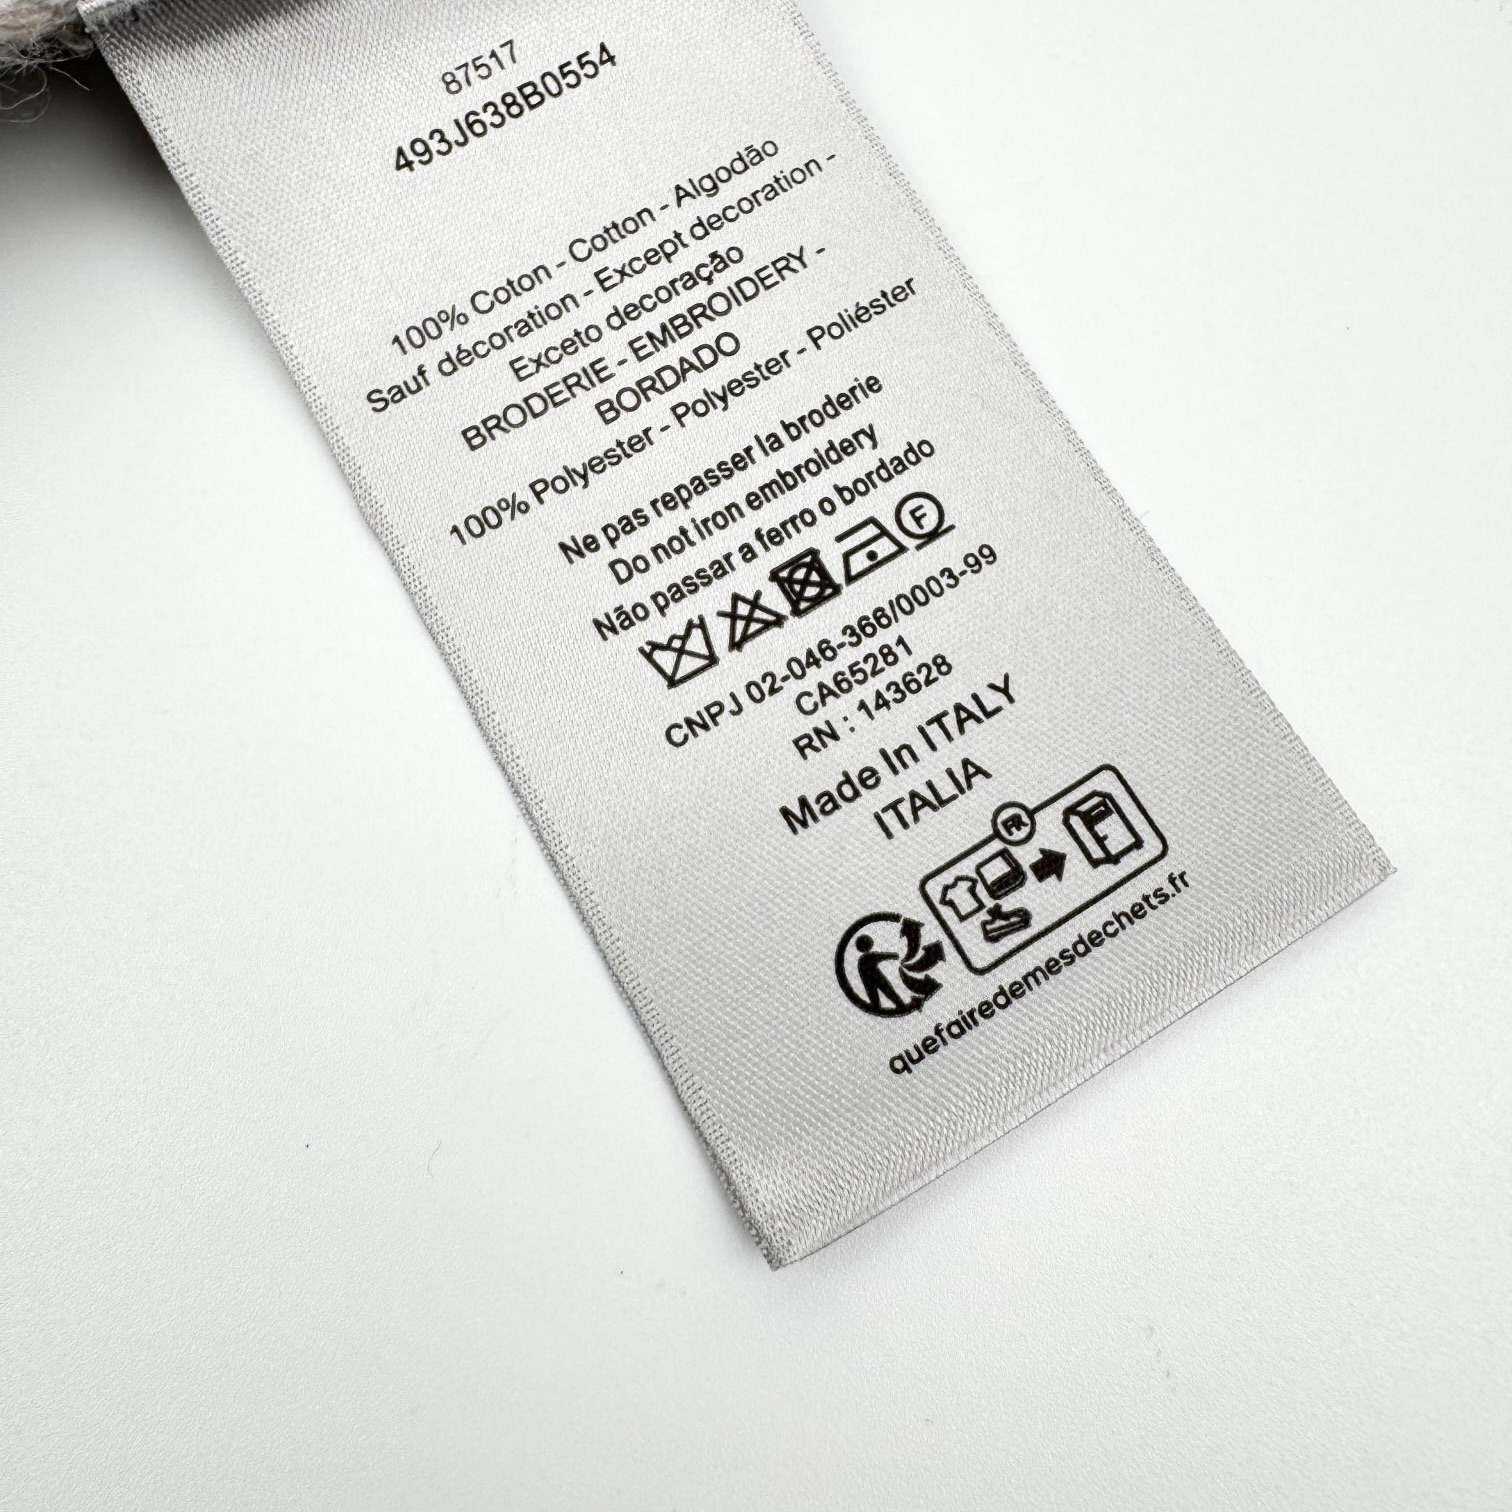 87517
493J638B0554
100% Coton - Cotton - Algodão
Sauf décoration - Except decoration -
Exceto decoração
BRODERIE - EMBROIDERY -
BORDADO
100% Polyester - Polyester - Poliéster
Ne pas repasser la broderie
Do not iron embroidery
Não passar a ferro o bordado
F
CNPJ 02-046-366/0003-99
CA65281
RN : 143628
Made In ITALY
ITALIA
FR
quefairedemesdechets.fr